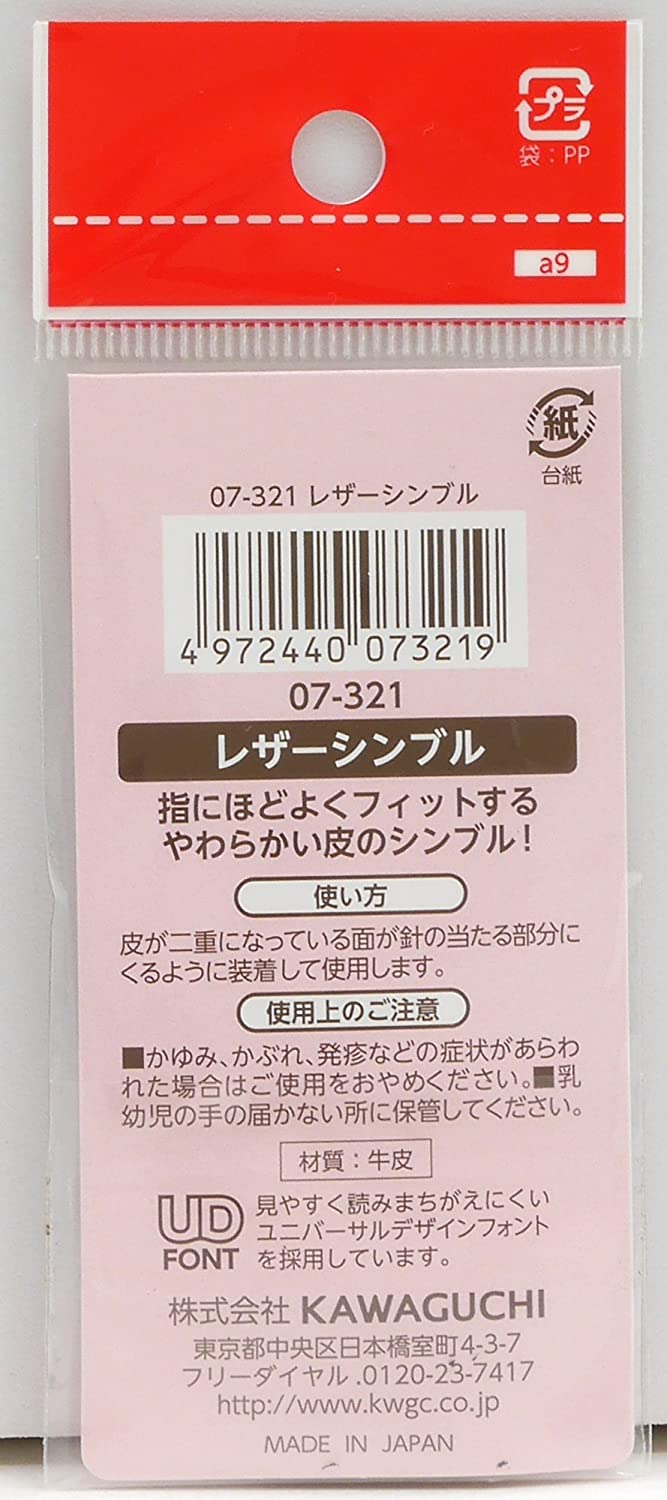 プラ
袋：PP
a9
紙
台紙
07-321 レザーシンブル
4 972440 073219
07-321
レザーシンブル
指にほどよくフィットする
やわらかい皮のシンブル！
使い方
皮が二重になっている面が針の当たる部分に
くるように装着して使用します。
使用上のご注意
■かゆみ、かぶれ、発疹などの症状があらわ
れた場合はご使用をおやめください。■乳
幼児の手の届かない所に保管してください。
材質：牛皮
UD
FONT
見やすく読みまちがえにくい
ユニバーサルデザインフォント
を採用しています。
株式会社 KAWAGUCHI
東京都中央区日本橋室町4-3-7
フリーダイヤル.0120-23-7417
http://www.kwgc.co.jp
MADE IN JAPAN